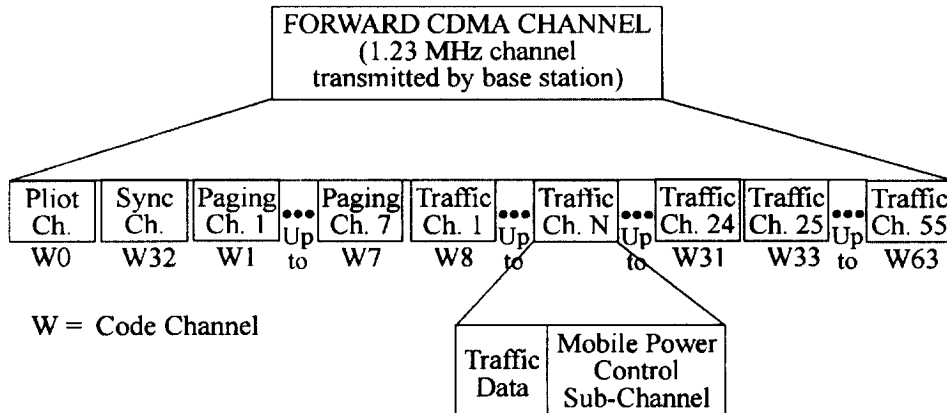 FORWARD CDMA CHANNEL
(1.23 MHz channel
transmitted by base station)
Pliot Ch. W0
Sync Ch. W32
Paging Ch. 1 W1
••• Up to
Paging Ch. 7 W7
Traffic Ch. 1 W8
••• Up to
Traffic Ch. N
••• Up to
Traffic Ch. 24 W31
Traffic Ch. 25 W33
••• Up to
Traffic Ch. 55 W63
W = Code Channel
Traffic Data
Mobile Power
Control
Sub-Channel